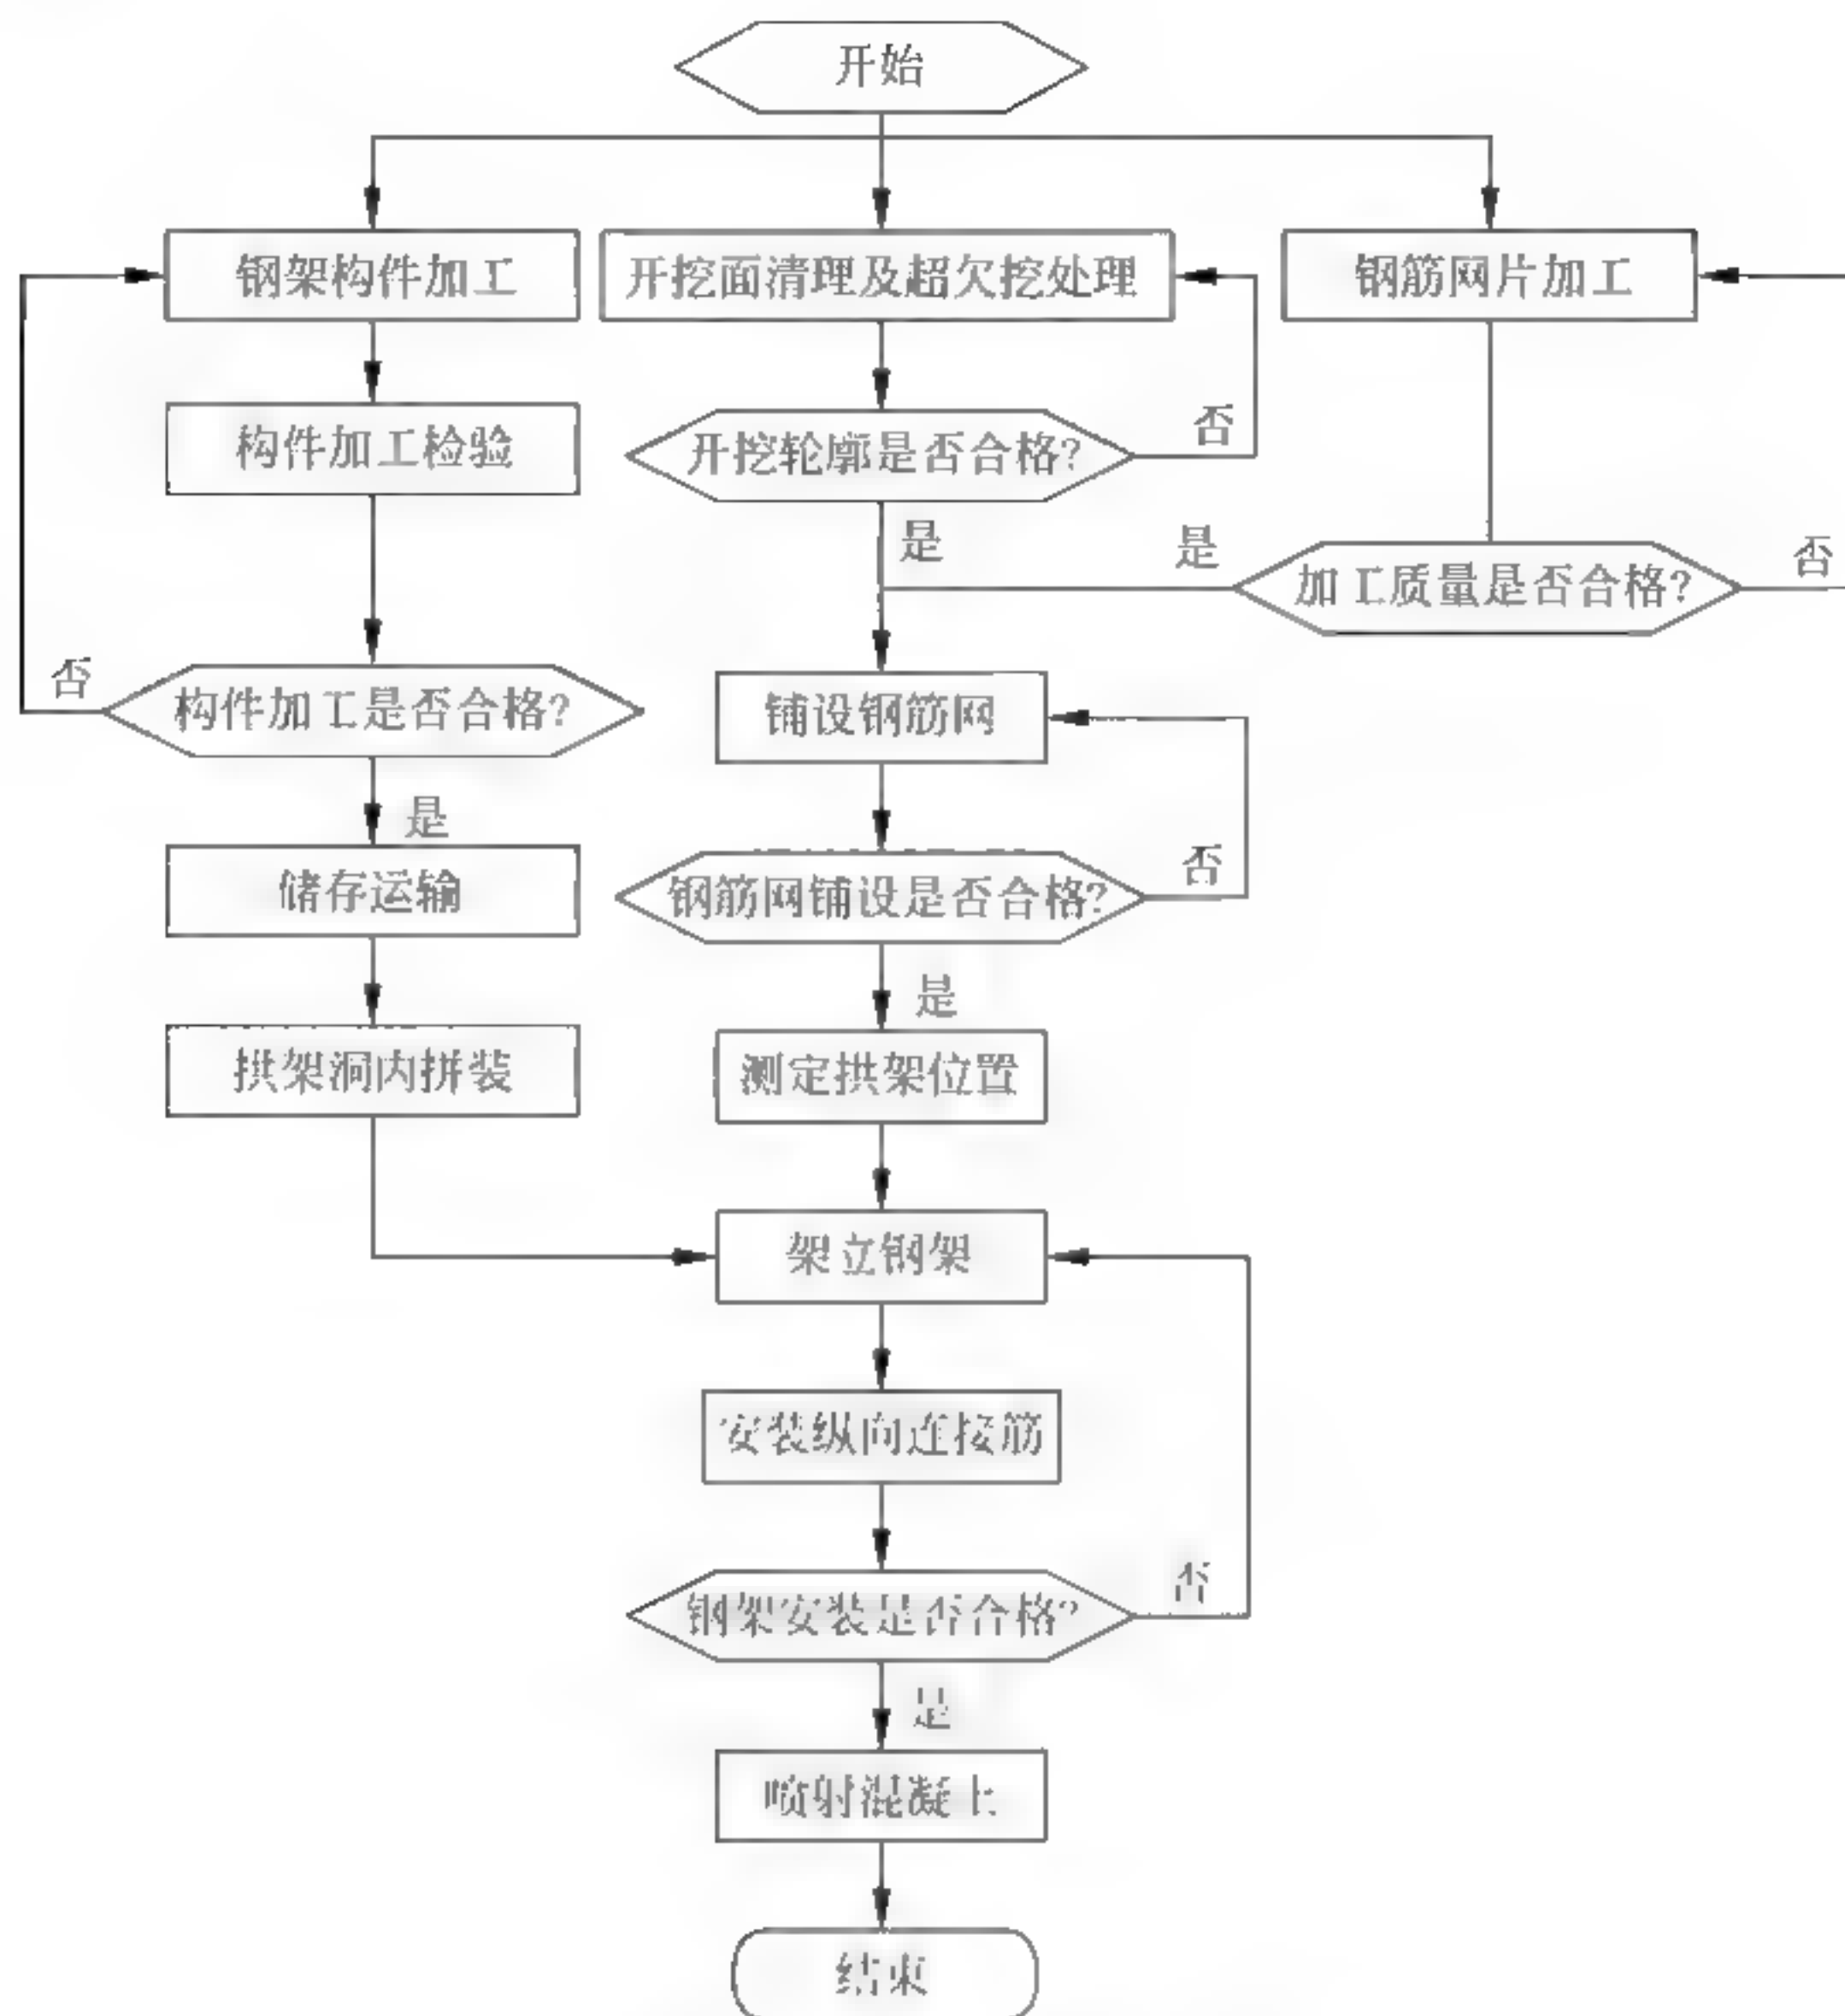 开始
钢架构件加工
开挖面清理及超欠挖处理
钢筋网片加工
构件加工检验
开挖轮廓是否合格?
否
是
是
加工质量是否合格?
否
否
构件加工是否合格?
铺设钢筋网
是
储存运输
钢筋网铺设是否合格?
否
是
拱架洞内拼装
测定拱架位置
架立钢架
安装纵向连接筋
钢架安装是否合格?
否
是
喷射混凝土
结束